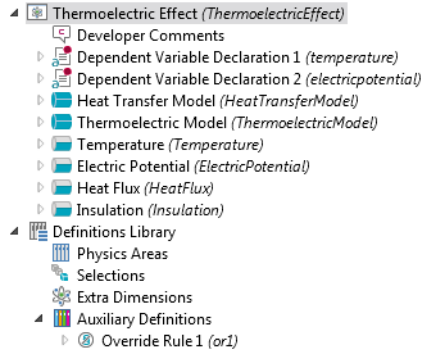 Thermoelectric Effect (ThermoelectricEffect)
Developer Comments
Dependent Variable Declaration 1 (temperature)
Dependent Variable Declaration 2 (electricpotential)
Heat Transfer Model (HeatTransferModel)
Thermoelectric Model (ThermoelectricModel)
Temperature (Temperature)
Electric Potential (ElectricPotential)
Heat Flux (HeatFlux)
Insulation (Insulation)
Definitions Library
Physics Areas
Selections
Extra Dimensions
Auxiliary Definitions
Override Rule 1 (or1)